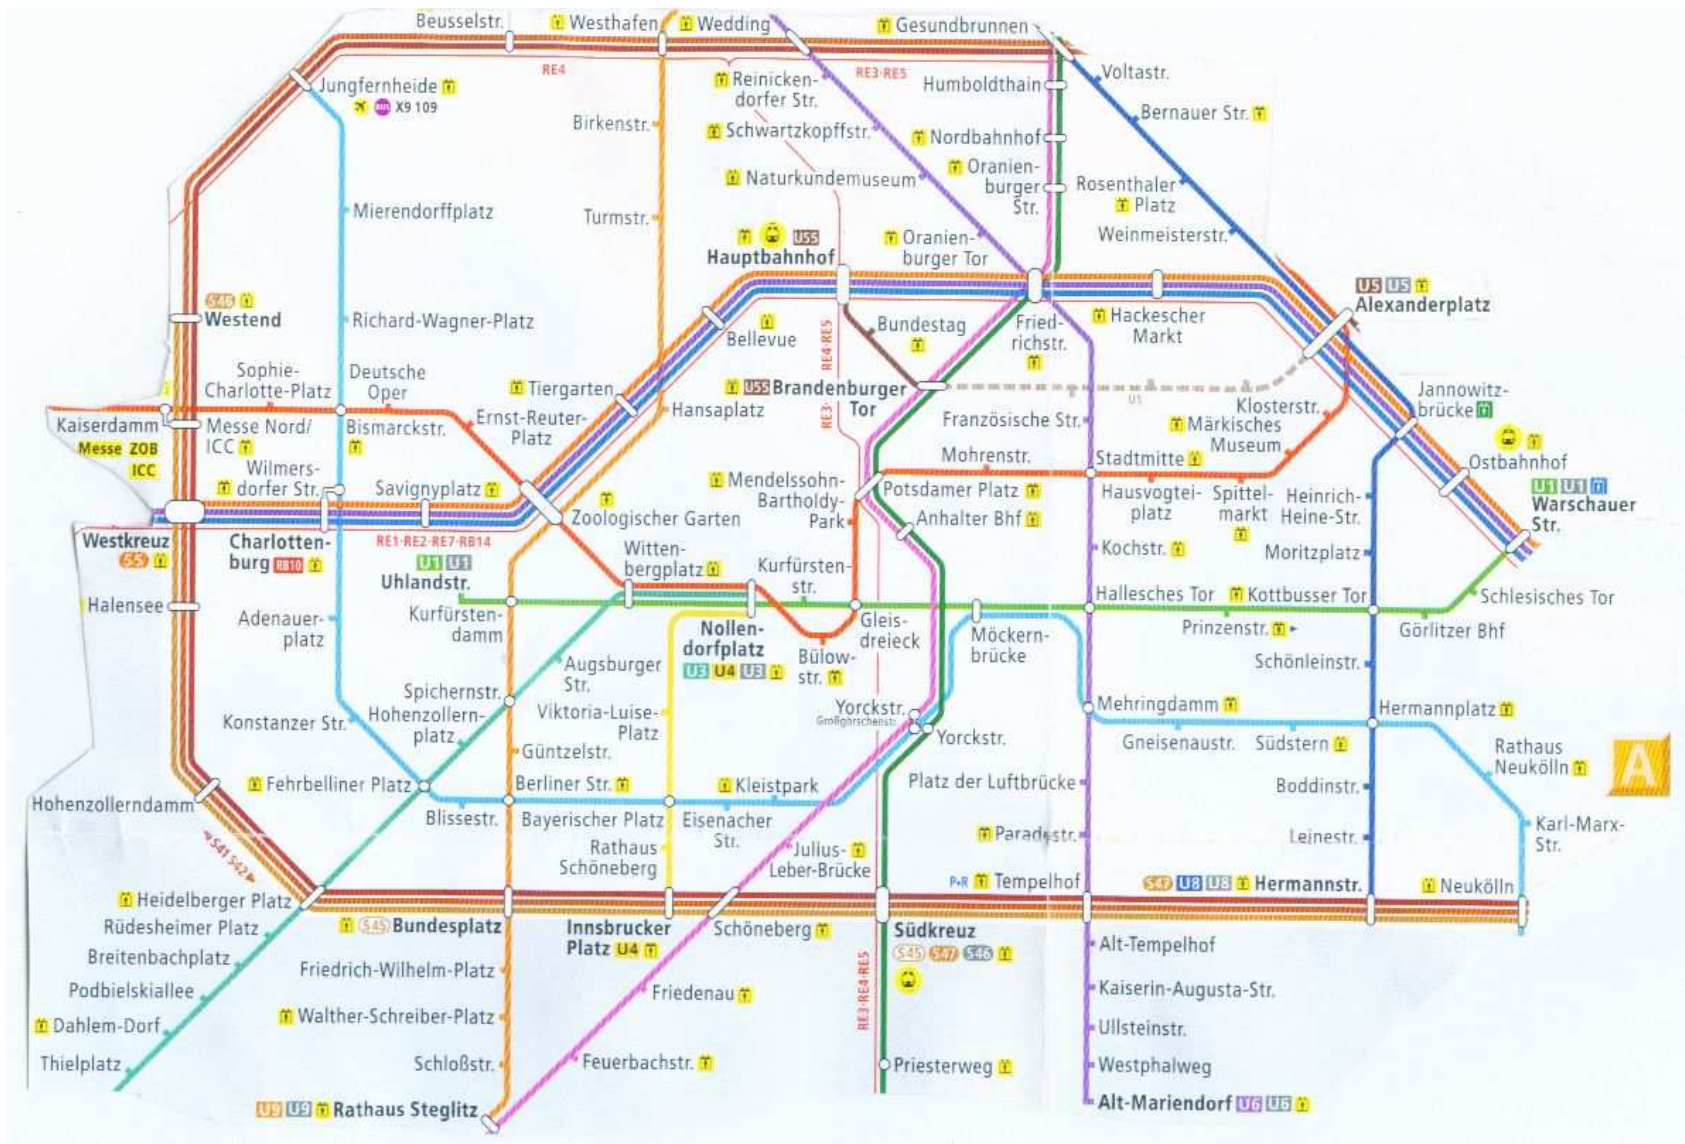 Beusselstr.
Westhafen
Wedding
Gesundbrunnen
RE4
RE3·RE5
Jungfernheide
BUS X9 109
Reinicken-
dorfer Str.
Humboldthain
Voltastr.
Birkenstr.
Schwartzkopffstr.
Nordbahnhof
Bernauer Str.
Naturkundemuseum
Oranien-
burger
Str.
Rosenthaler
Platz
Mierendorffplatz
Turmstr.
Weinmeisterstr.
U55
Hauptbahnhof
Oranien-
burger Tor
S46
Westend
Richard-Wagner-Platz
Bellevue
Bundestag
Fried-
richstr.
Hackescher
Markt
U5 U5
Alexanderplatz
RE4·RE5
RE3·
Sophie-
Charlotte-Platz
Deutsche
Oper
Tiergarten
Hansaplatz
U55 Brandenburger
Tor
U5
Jannowitz-
brücke
Kaiserdamm
Messe ZOB
ICC
Messe Nord/
ICC
Bismarckstr.
Ernst-Reuter-
Platz
Französische Str.
Klosterstr.
Märkisches
Museum
Wilmers-
dorfer Str.
Savignyplatz
Zoologischer Garten
Mendelssohn-
Bartholdy-
Park
Mohrenstr.
Potsdamer Platz
Stadtmitte
Hausvogtei-
platz
Spittel-
markt
Heinrich-
Heine-Str.
Ostbahnhof
U1 U1
Warschauer
Str.
Westkreuz
S5
Charlotten-
burg RB10
RE1·RE2·RE7·RB14
U1 U1
Uhlandstr.
Anhalter Bhf
Kochstr.
Moritzplatz
Witten-
bergplatz
Kurfürsten-
str.
Halensee
Adenauer-
platz
Kurfürsten-
damm
Nollen-
dorfplatz
U3 U4 U3
Gleis-
dreieck
Möckern-
brücke
Hallesches Tor
Kottbusser Tor
Prinzenstr.
Görlitzer Bhf
Schlesisches Tor
Augsburger
Str.
Bülow-
str.
Schönleinstr.
Spichernstr.
Hohenzollern-
platz
Konstanzer Str.
Viktoria-Luise-
Platz
Yorckstr.
Großgörschenstr.
Yorckstr.
Mehringdamm
Gneisenaustr.
Südstern
Hermannplatz
Rathaus
Neukölln
A
Güntzelstr.
Fehrbelliner Platz
Berliner Str.
Kleistpark
Platz der Luftbrücke
Boddinstr.
Hohenzollerndamm
Blissestr.
Bayerischer Platz
Eisenacher
Str.
Karl-Marx-
Str.
S41 S42
Rathaus
Schöneberg
Julius-
Leber-Brücke
Paradestr.
Leinestr.
P+R Tempelhof
S47 U8 U8 Hermannstr.
Neukölln
Heidelberger Platz
Rüdesheimer Platz
S45 Bundesplatz
Innsbrucker
Platz U4
Schöneberg
Südkreuz
S45 S47 S46
Breitenbachplatz
Alt-Tempelhof
Podbielskiallee
Friedrich-Wilhelm-Platz
Friedenau
RE3·RE4·RE5
Kaiserin-Augusta-Str.
Dahlem-Dorf
Walther-Schreiber-Platz
Ullsteinstr.
Thielplatz
Schloßstr.
Feuerbachstr.
Priesterweg
Westphalweg
U9 U9 Rathaus Steglitz
Alt-Mariendorf U6 U6